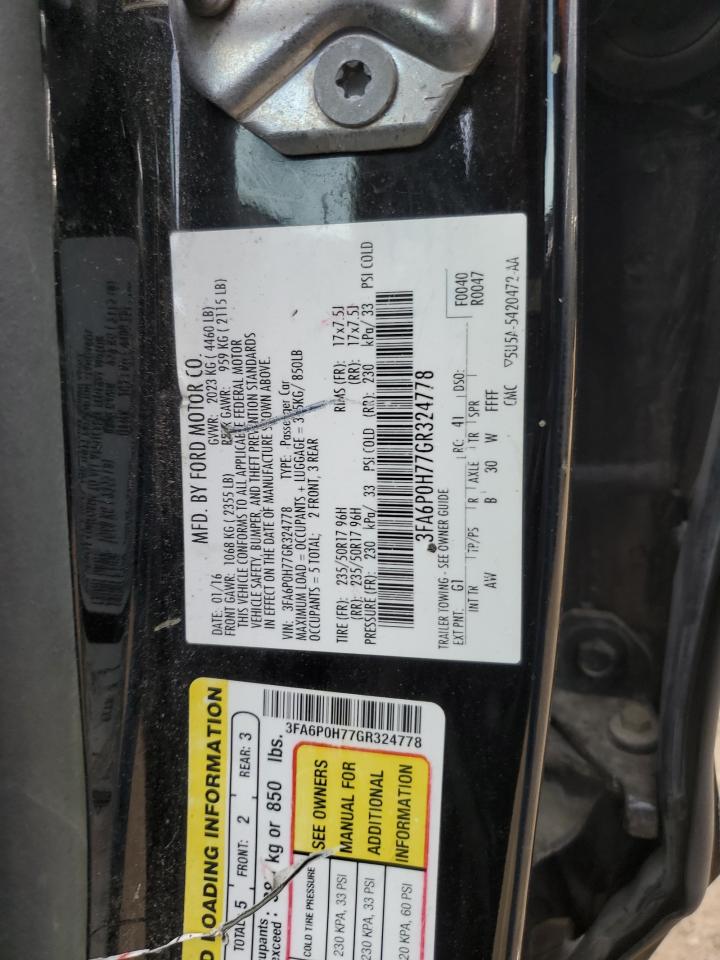 MFD. BY FORD MOTOR CO.
DATE: 01/16 GVWR: 2023 KG ( 4460 LB)
FRONT GAWR: 1068 KG ( 2355 LB) GAWR: 959 KG ( 2115 LB)
THIS VEHICLE CONFORMS TO ALL APPLICABLE FEDERAL MOTOR
VEHICLE SAFETY, BUMPER, AND THEFT PREVENTION STANDARDS
IN EFFECT ON THE DATE OF MANUFACTURE SHOWN ABOVE.
VIN: 3FA6P0H77GR324778 TYPE: Passenger Car
MAXIMUM LOAD = OCCUPANTS + LUGGAGE = KG/ 850LB
OCCUPANTS = 5 TOTAL; 2 FRONT, 3 REAR
TIRE (FR): 235/50R17 96H RIMS (FR): 17x7.5J
(RR): 235/50R17 96H (RR): 17x7.5J
PRESSURE (FR): 230 kPa/ 33 PSI COLD (RR): 230 kPa/ 33 PSI COLD
3FA6P0H77GR324778
TRAILER TOWING - SEE OWNER GUIDE F0040
EXT PNT: G1 RC: 41 DSO: R0047
INT TR TP/PS R AXLE TR SPR
AW B 30 W FFFF
CMC 5U5A-5420472-AA
LOADING INFORMATION
TOTAL: 5 FRONT: 2 REAR: 3
kg or 850 lbs.
3FA6P0H77GR324778
COLD TIRE PRESSURE
230 KPA, 33 PSI
230 KPA, 33 PSI
20 KPA, 60 PSI
SEE OWNERS
MANUAL FOR
ADDITIONAL
INFORMATION